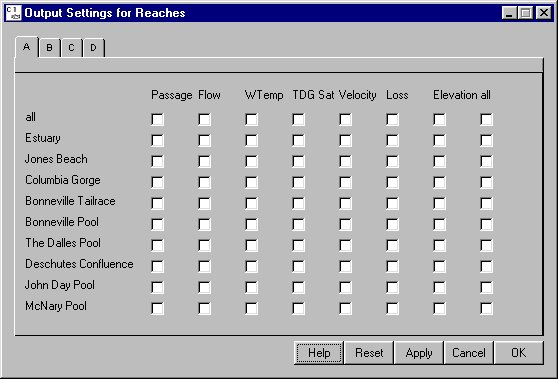 Output Settings for Reaches
A B C D
Passage Flow WTemp TDG Sat Velocity Loss Elevation all
all
Estuary
Jones Beach
Columbia Gorge
Bonneville Tailrace
Bonneville Pool
The Dalles Pool
Deschutes Confluence
John Day Pool
McNary Pool
Help Reset Apply Cancel OK